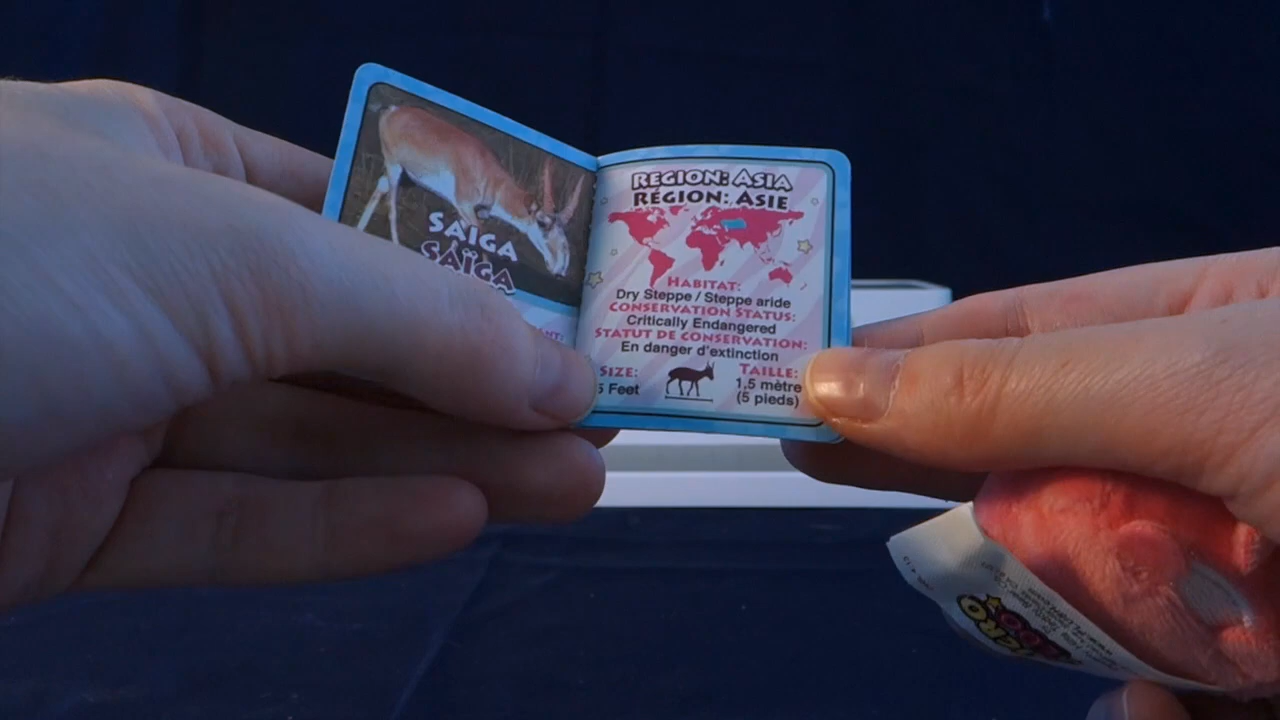 SAIGA
SAÏGA
REGION: ASIA
RÉGION: ASIE
HABITAT:
Dry Steppe / Steppe aride
CONSERVATION STATUS:
Critically Endangered
STATUT DE CONSERVATION:
En danger d'extinction
SIZE:
5 Feet
TAILLE:
1,5 mètre
(5 pieds)